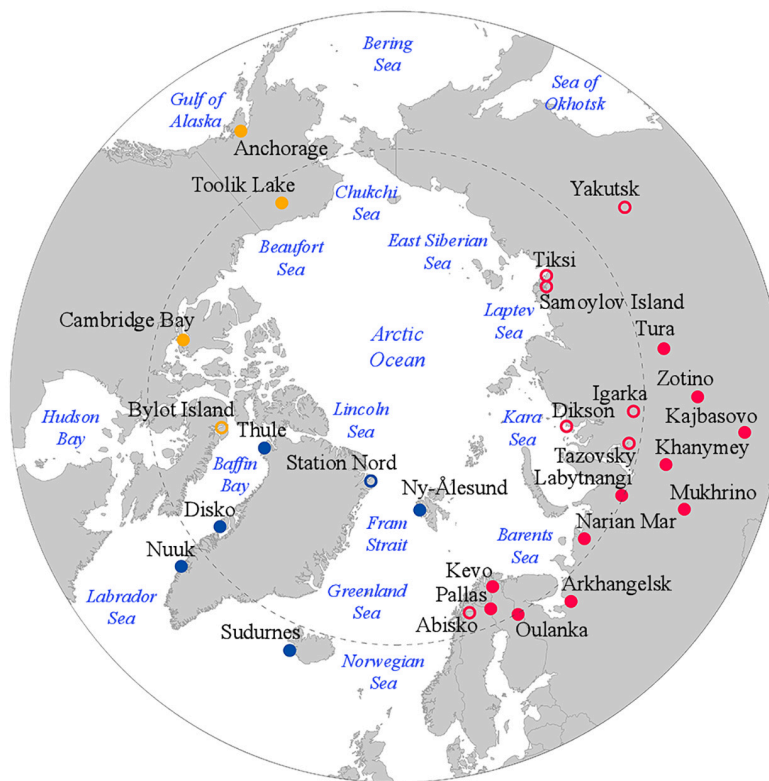 Bering
Sea
Sea of
Okhotsk
Gulf of
Alaska
Anchorage
Toolik Lake
Chukchi
Sea
Yakutsk
Beaufort
Sea
East Siberian
Sea
Tiksi
Samoylov Island
Laptev
Sea
Cambridge Bay
Arctic
Ocean
Tura
Zotino
Igarka
Kajbasovo
Hudson
Bay
Bylot Island
Thule
Lincoln
Sea
Kara
Sea
Dikson
Tazovsky
Khanymey
Baffin
Bay
Station Nord
Ny-Ålesund
Labytnangi
Mukhrino
Disko
Fram
Strait
Barents
Sea
Narian Mar
Nuuk
Labrador
Sea
Greenland
Sea
Kevo
Pallas
Abisko
Arkhangelsk
Oulanka
Sudurnes
Norwegian
Sea